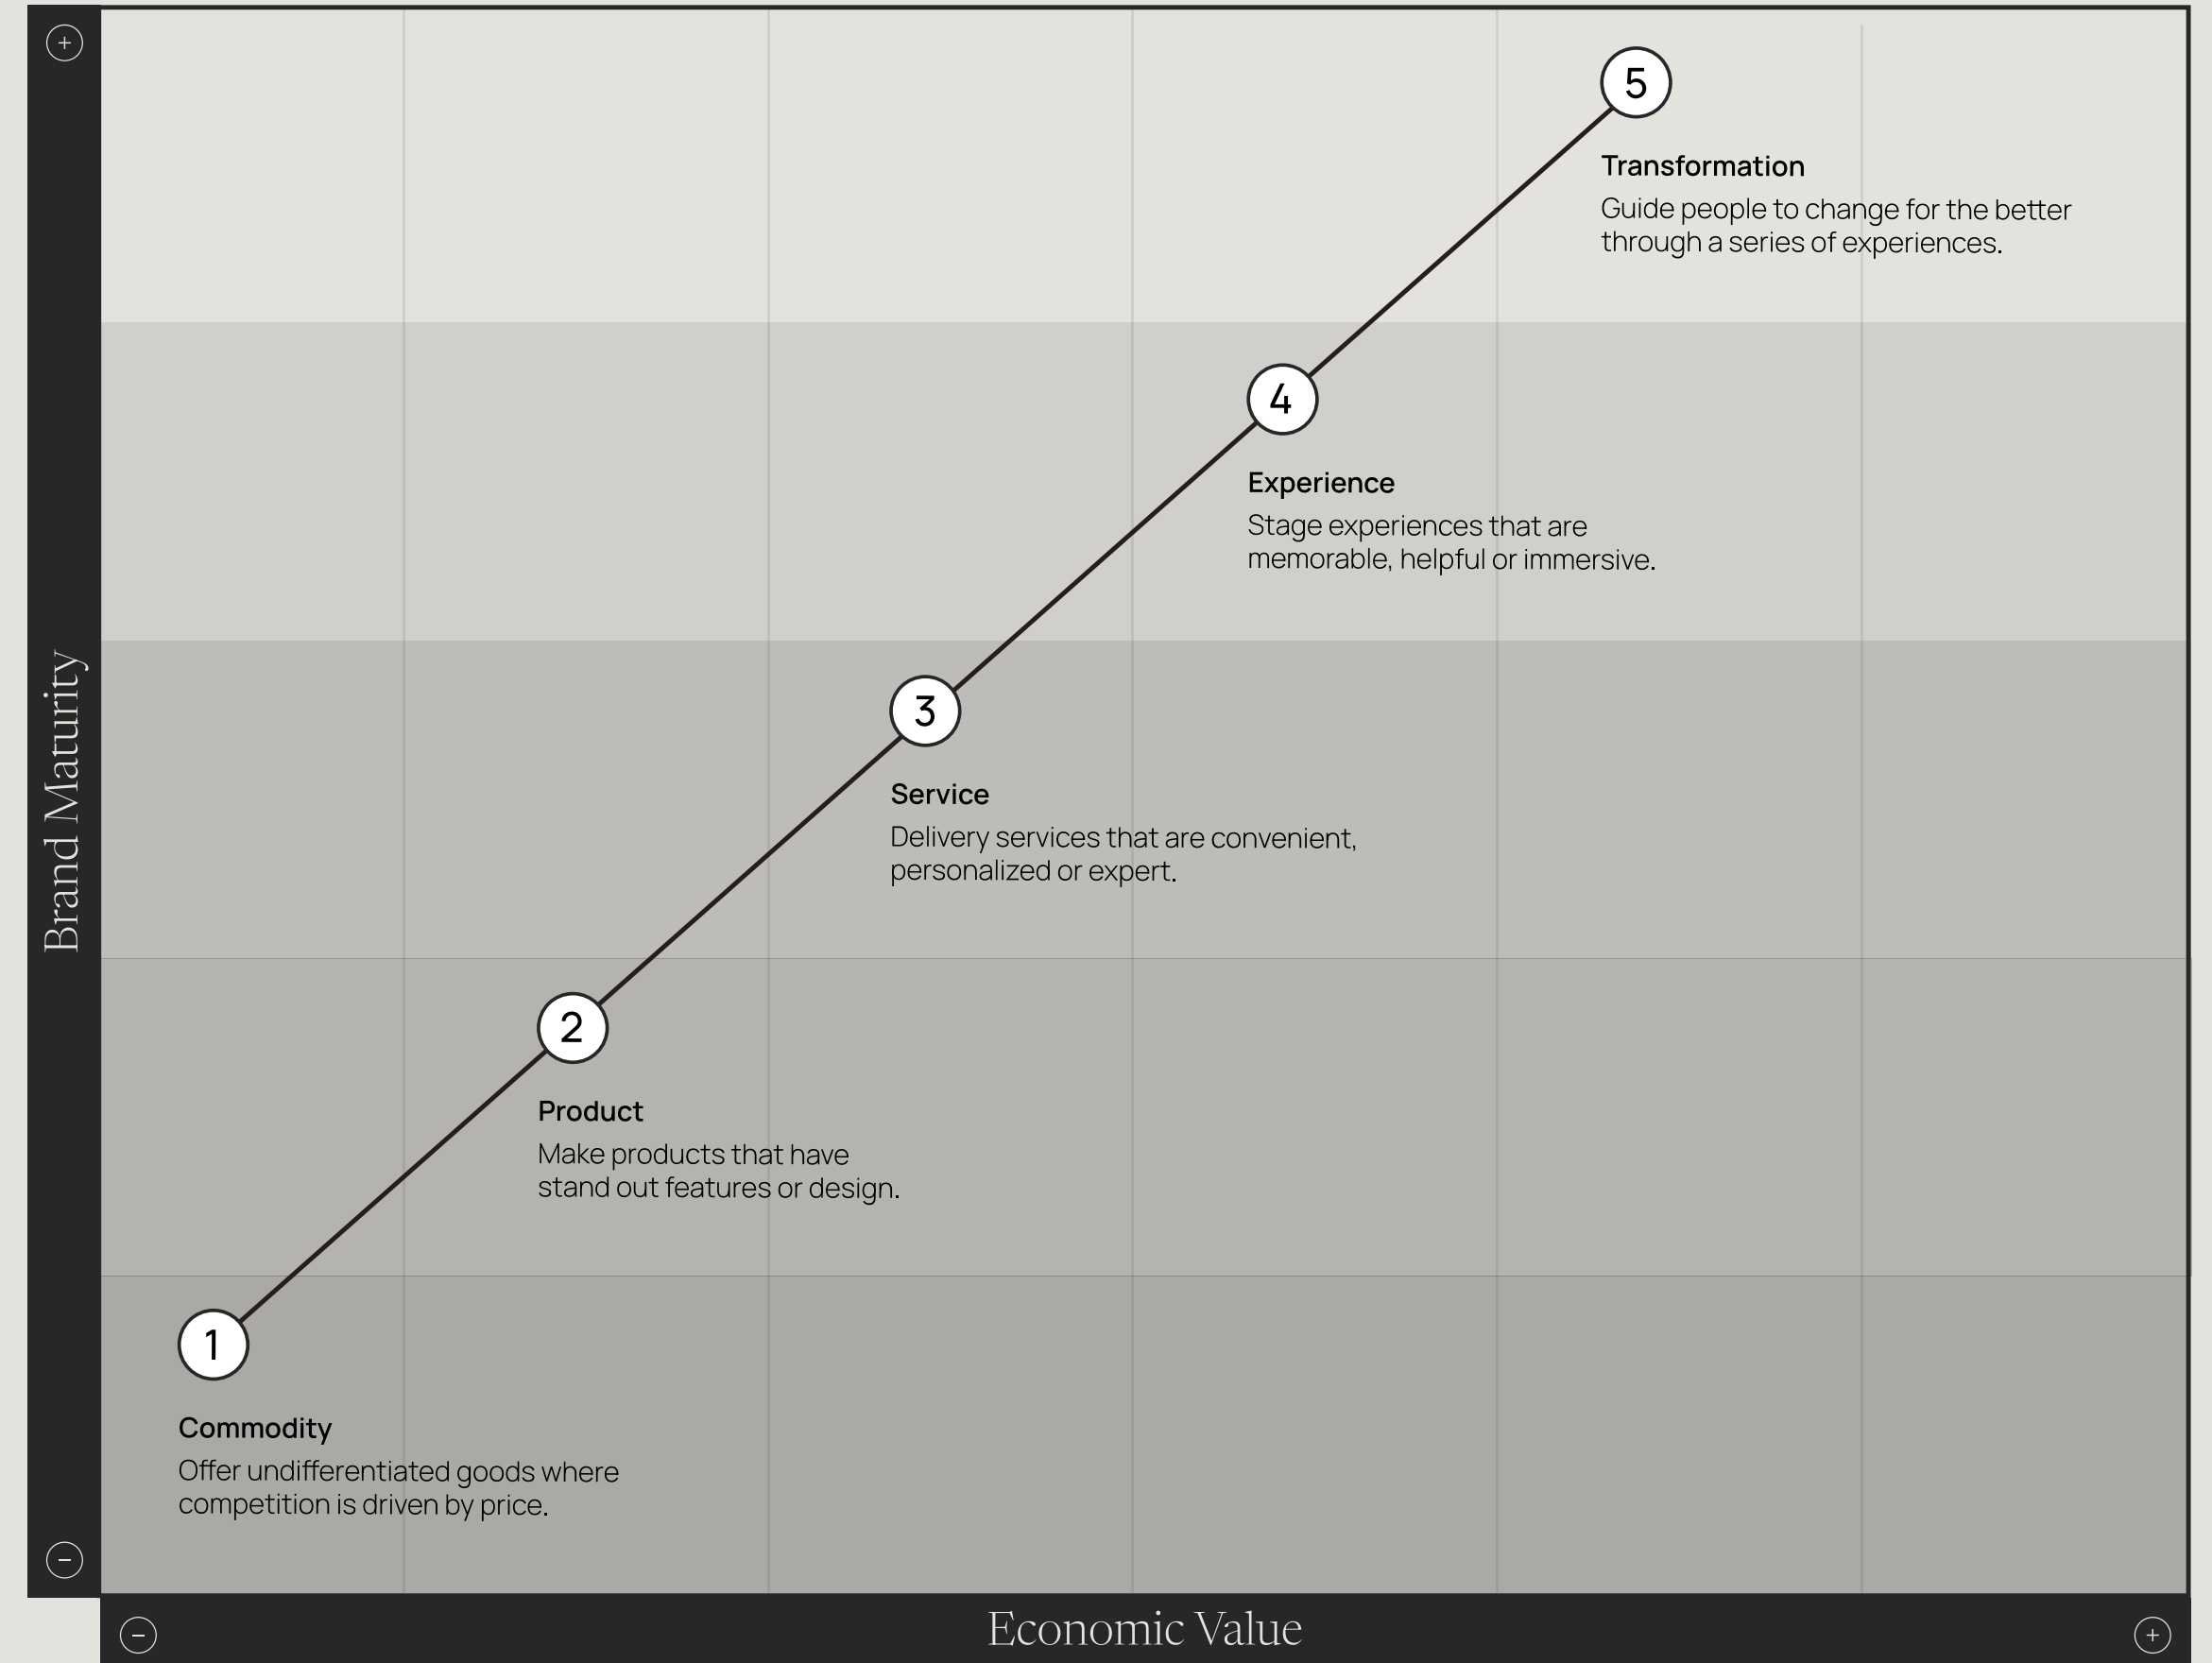 +
5
Transformation
Guide people to change for the better
through a series of experiences.
4
Experience
Stage experiences that are
memorable, helpful or immersive.
Brand Maturity
3
Service
Delivery services that are convenient,
personalized or expert.
2
Product
Make products that have
stand out features or design.
1
Commodity
Offer undifferentiated goods where
competition is driven by price.
−
−
Economic Value
+